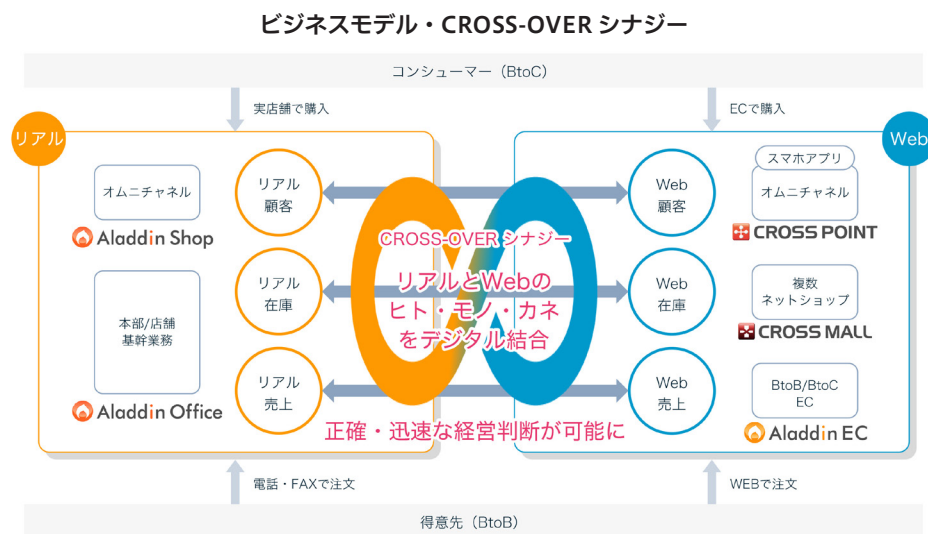 ビジネスモデル・CROSS-OVER シナジー
コンシューマー（BtoC）
実店舗で購入
ECで購入
リアル
Web
オムニチャネル
Aladdin Shop
本部/店舗
基幹業務
Aladdin Office
リアル
顧客
リアル
在庫
リアル
売上
CROSS-OVER シナジー
リアルとWebの
ヒト・モノ・カネ
をデジタル結合
正確・迅速な経営判断が可能に
Web
顧客
Web
在庫
Web
売上
スマホアプリ
オムニチャネル
CROSS POINT
複数
ネットショップ
CROSS MALL
BtoB/BtoC
EC
Aladdin EC
電話・FAXで注文
WEBで注文
得意先（BtoB）